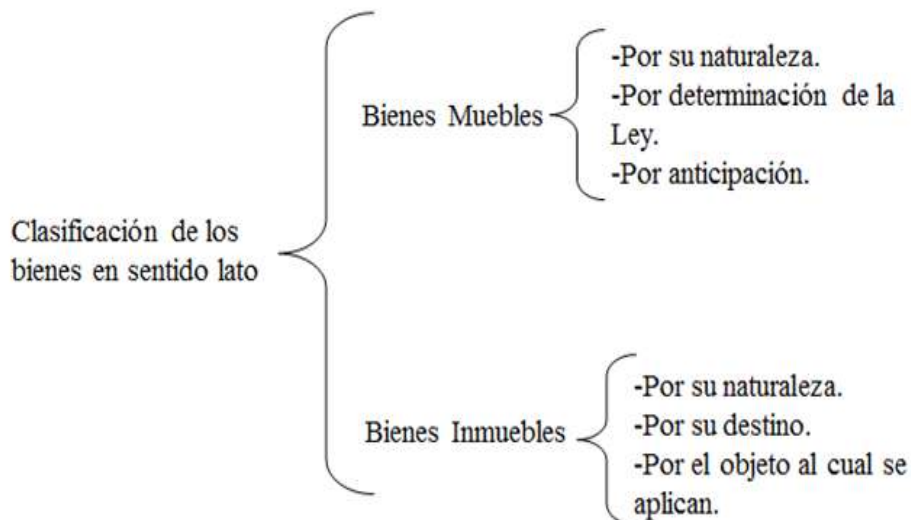 Clasificación de los
bienes en sentido lato
Bienes Muebles
-Por su naturaleza.
-Por determinación de la
Ley.
-Por anticipación.
Bienes Inmuebles
-Por su naturaleza.
-Por su destino.
-Por el objeto al cual se
aplican.